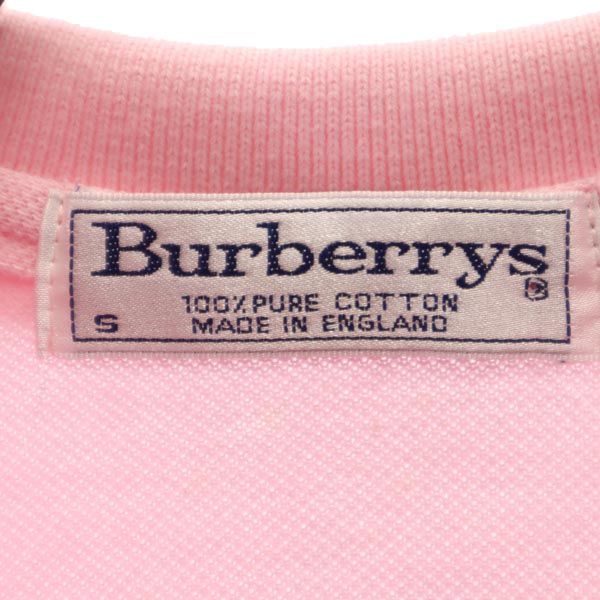 Burberrys®
100% PURE COTTON
S MADE IN ENGLAND